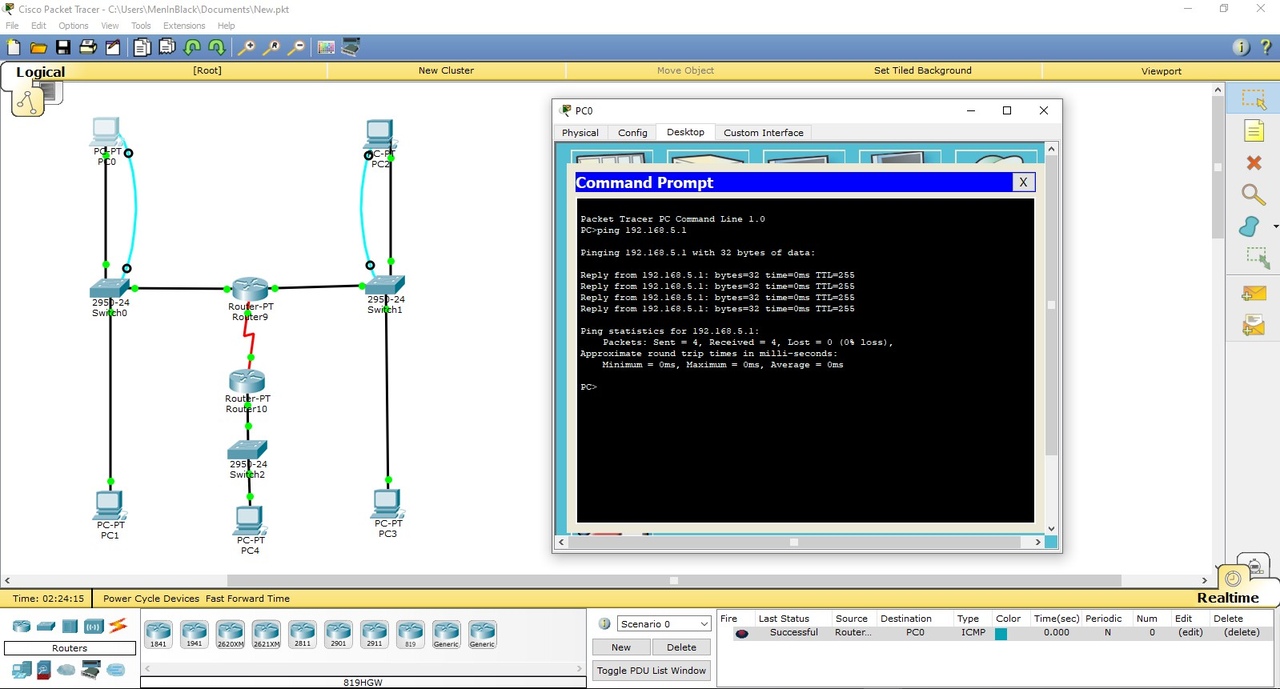 Cisco Packet Tracer - C:\Users\MenInBlack\Documents\New.pkt
File Edit Options View Tools Extensions Help
Logical [Root] New Cluster Move Object Set Tiled Background Viewport
PC-PT
PC0
PC-PT
PC2
2950-24
Switch0
Router-PT
Router9
2950-24
Switch1
Router-PT
Router10
2950-24
Switch2
PC-PT
PC1
PC-PT
PC4
PC-PT
PC3
PC0
Physical Config Desktop Custom Interface
Command Prompt X
Packet Tracer PC Command Line 1.0
PC>ping 192.168.5.1
Pinging 192.168.5.1 with 32 bytes of data:
Reply from 192.168.5.1: bytes=32 time=0ms TTL=255
Reply from 192.168.5.1: bytes=32 time=0ms TTL=255
Reply from 192.168.5.1: bytes=32 time=0ms TTL=255
Reply from 192.168.5.1: bytes=32 time=0ms TTL=255
Ping statistics for 192.168.5.1:
Packets: Sent = 4, Received = 4, Lost = 0 (0% loss),
Approximate round trip times in milli-seconds:
Minimum = 0ms, Maximum = 0ms, Average = 0ms
PC>
Realtime
Time: 02:24:15 Power Cycle Devices Fast Forward Time
Routers
1841 1941 2620XM 2621XM 2811 2901 2911 819 Generic Generic
819HGW
Scenario 0
New Delete
Toggle PDU List Window
Fire Last Status Source Destination Type Color Time(sec) Periodic Num Edit Delete
Successful Router... PC0 ICMP 0.000 N 0 (edit) (delete)